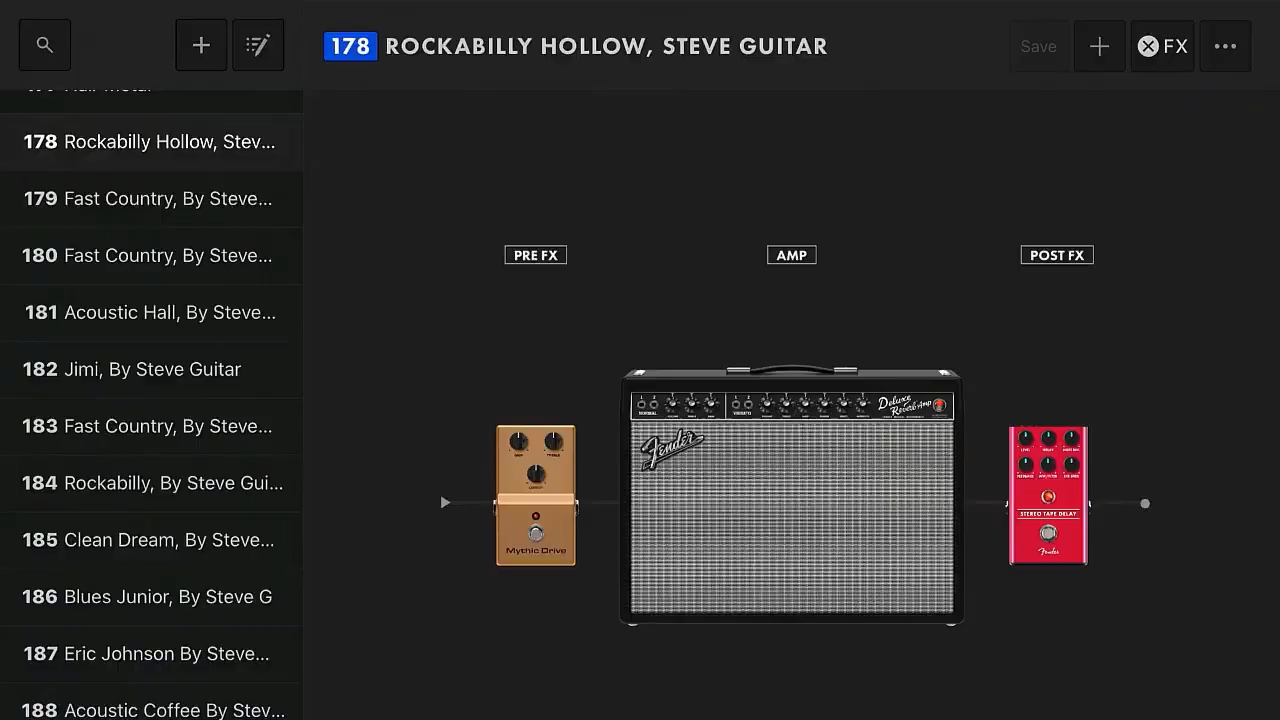 178 ROCKABILLY HOLLOW, STEVE GUITAR
Save
FX
178 Rockabilly Hollow, Stev...
179 Fast Country, By Steve...
180 Fast Country, By Steve...
181 Acoustic Hall, By Steve...
182 Jimi, By Steve Guitar
183 Fast Country, By Steve...
184 Rockabilly, By Steve Gui...
185 Clean Dream, By Steve...
186 Blues Junior, By Steve G
187 Eric Johnson By Steve...
188 Acoustic Coffee By Stev...
PRE FX
AMP
POST FX
NORMAL
VIBRATO
Deluxe
Reverb-Amp
Fender
Mythic Drive
STEREO TAPE DELAY
Fender